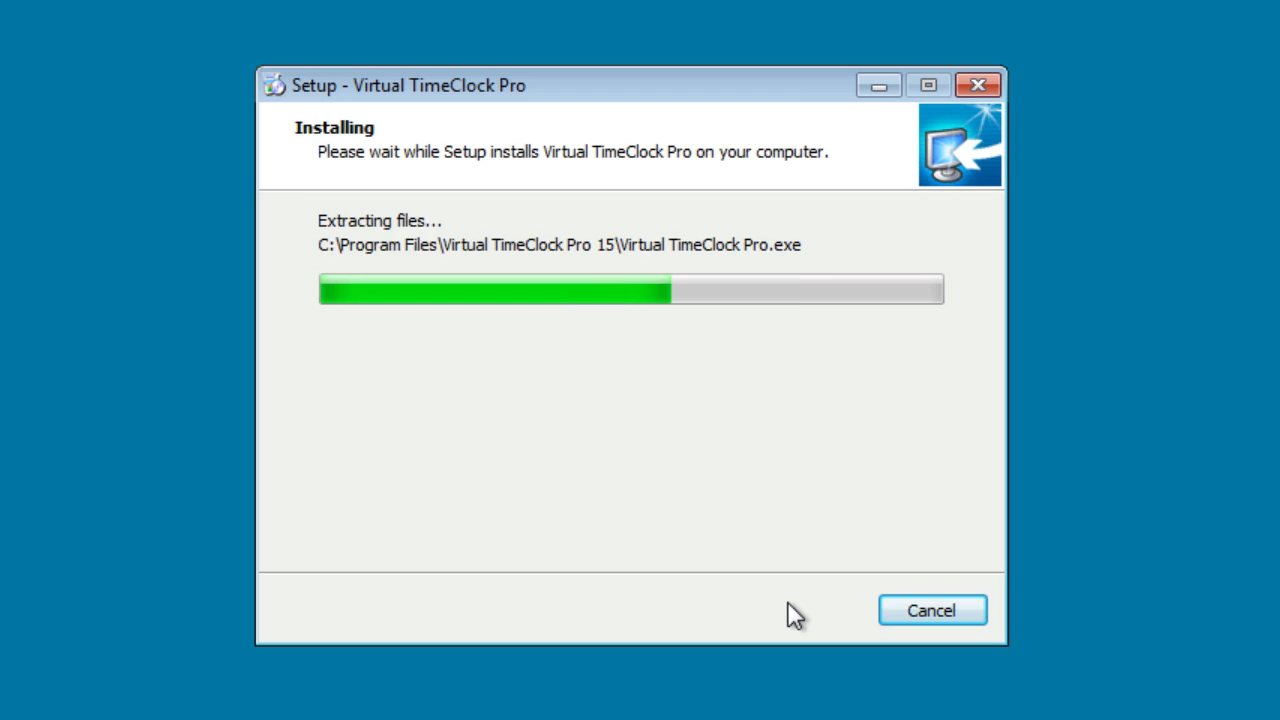 Setup - Virtual TimeClock Pro
Installing
Please wait while Setup installs Virtual TimeClock Pro on your computer.
Extracting files...
C:\Program Files\Virtual TimeClock Pro 15\Virtual TimeClock Pro.exe
Cancel